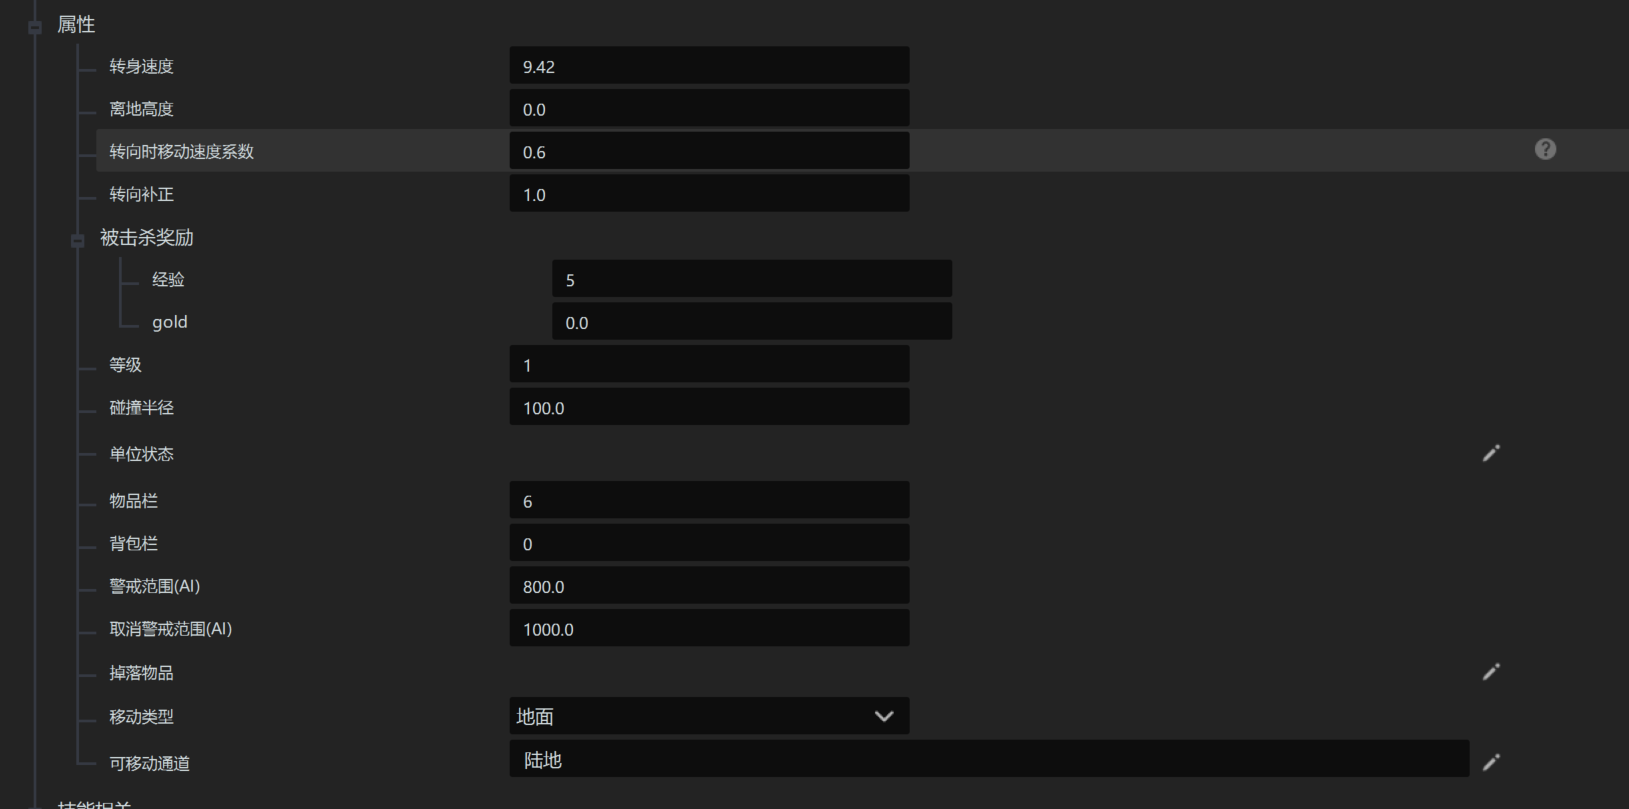 属性
转身速度 9.42
离地高度 0.0
转向时移动速度系数 0.6
转向补正 1.0
被击杀奖励
经验 5
gold 0.0
等级 1
碰撞半径 100.0
单位状态
物品栏 6
背包栏 0
警戒范围(AI) 800.0
取消警戒范围(AI) 1000.0
掉落物品
移动类型 地面
可移动通道 陆地
技能相关